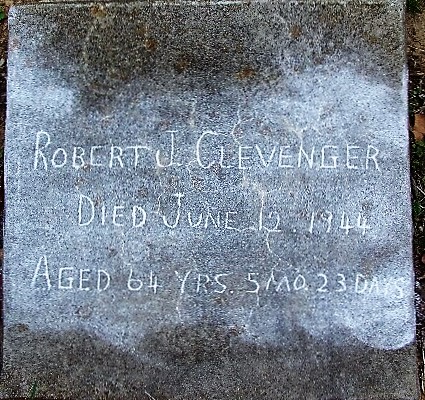 ROBERT J. CLEVENGER
DIED JUNE 12. 1944
AGED 64 YRS. 5 MO. 23 DAYS